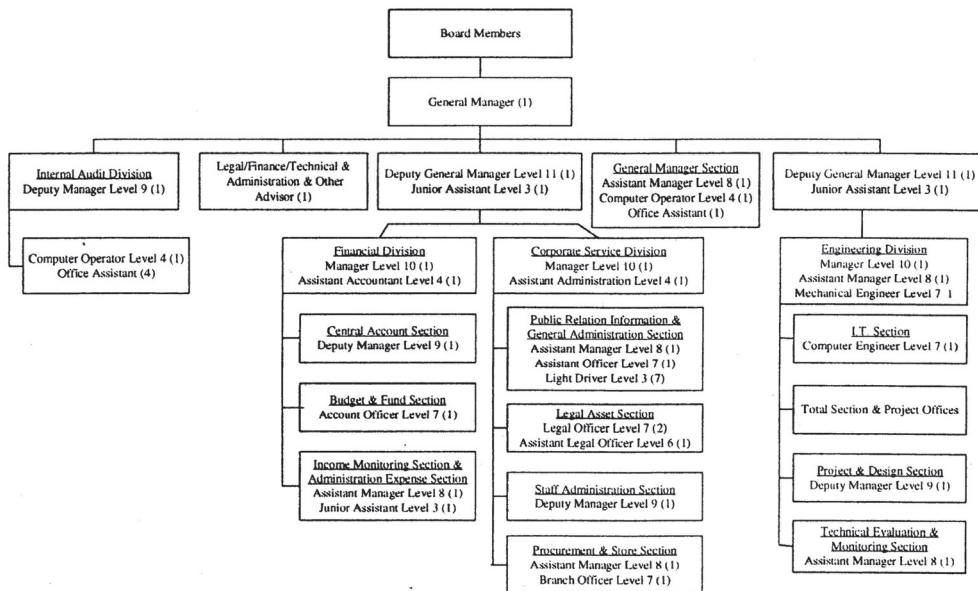 Board Members
General Manager (1)
Internal Audit Division
Deputy Manager Level 9 (1)
Legal/Finance/Technical &
Administration & Other
Advisor (1)
Deputy General Manager Level 11 (1)
Junior Assistant Level 3 (1)
General Manager Section
Assistant Manager Level 8 (1)
Computer Operator Level 4 (1)
Office Assistant (1)
Deputy General Manager Level 11 (1)
Junior Assistant Level 3 (1)
Computer Operator Level 4 (1)
Office Assistant (4)
Financial Division
Manager Level 10 (1)
Assistant Accountant Level 4 (1)
Central Account Section
Deputy Manager Level 9 (1)
Budget & Fund Section
Account Officer Level 7 (1)
Income Monitoring Section &
Administration Expense Section
Assistant Manager Level 8 (1)
Junior Assistant Level 3 (1)
Corporate Service Division
Manager Level 10 (1)
Assistant Administration Level 4 (1)
Public Relation Information &
General Administration Section
Assistant Manager Level 8 (1)
Assistant Officer Level 7 (1)
Light Driver Level 3 (7)
Legal Asset Section
Legal Officer Level 7 (2)
Assistant Legal Officer Level 6 (1)
Staff Administration Section
Deputy Manager Level 9 (1)
Procurement & Store Section
Assistant Manager Level 8 (1)
Branch Officer Level 7 (1)
Engineering Division
Manager Level 10 (1)
Assistant Manager Level 8 (1)
Mechanical Engineer Level 7 1
I.T. Section
Computer Engineer Level 7 (1)
Total Section & Project Offices
Project & Design Section
Deputy Manager Level 9 (1)
Technical Evaluation &
Monitoring Section
Assistant Manager Level 8 (1)